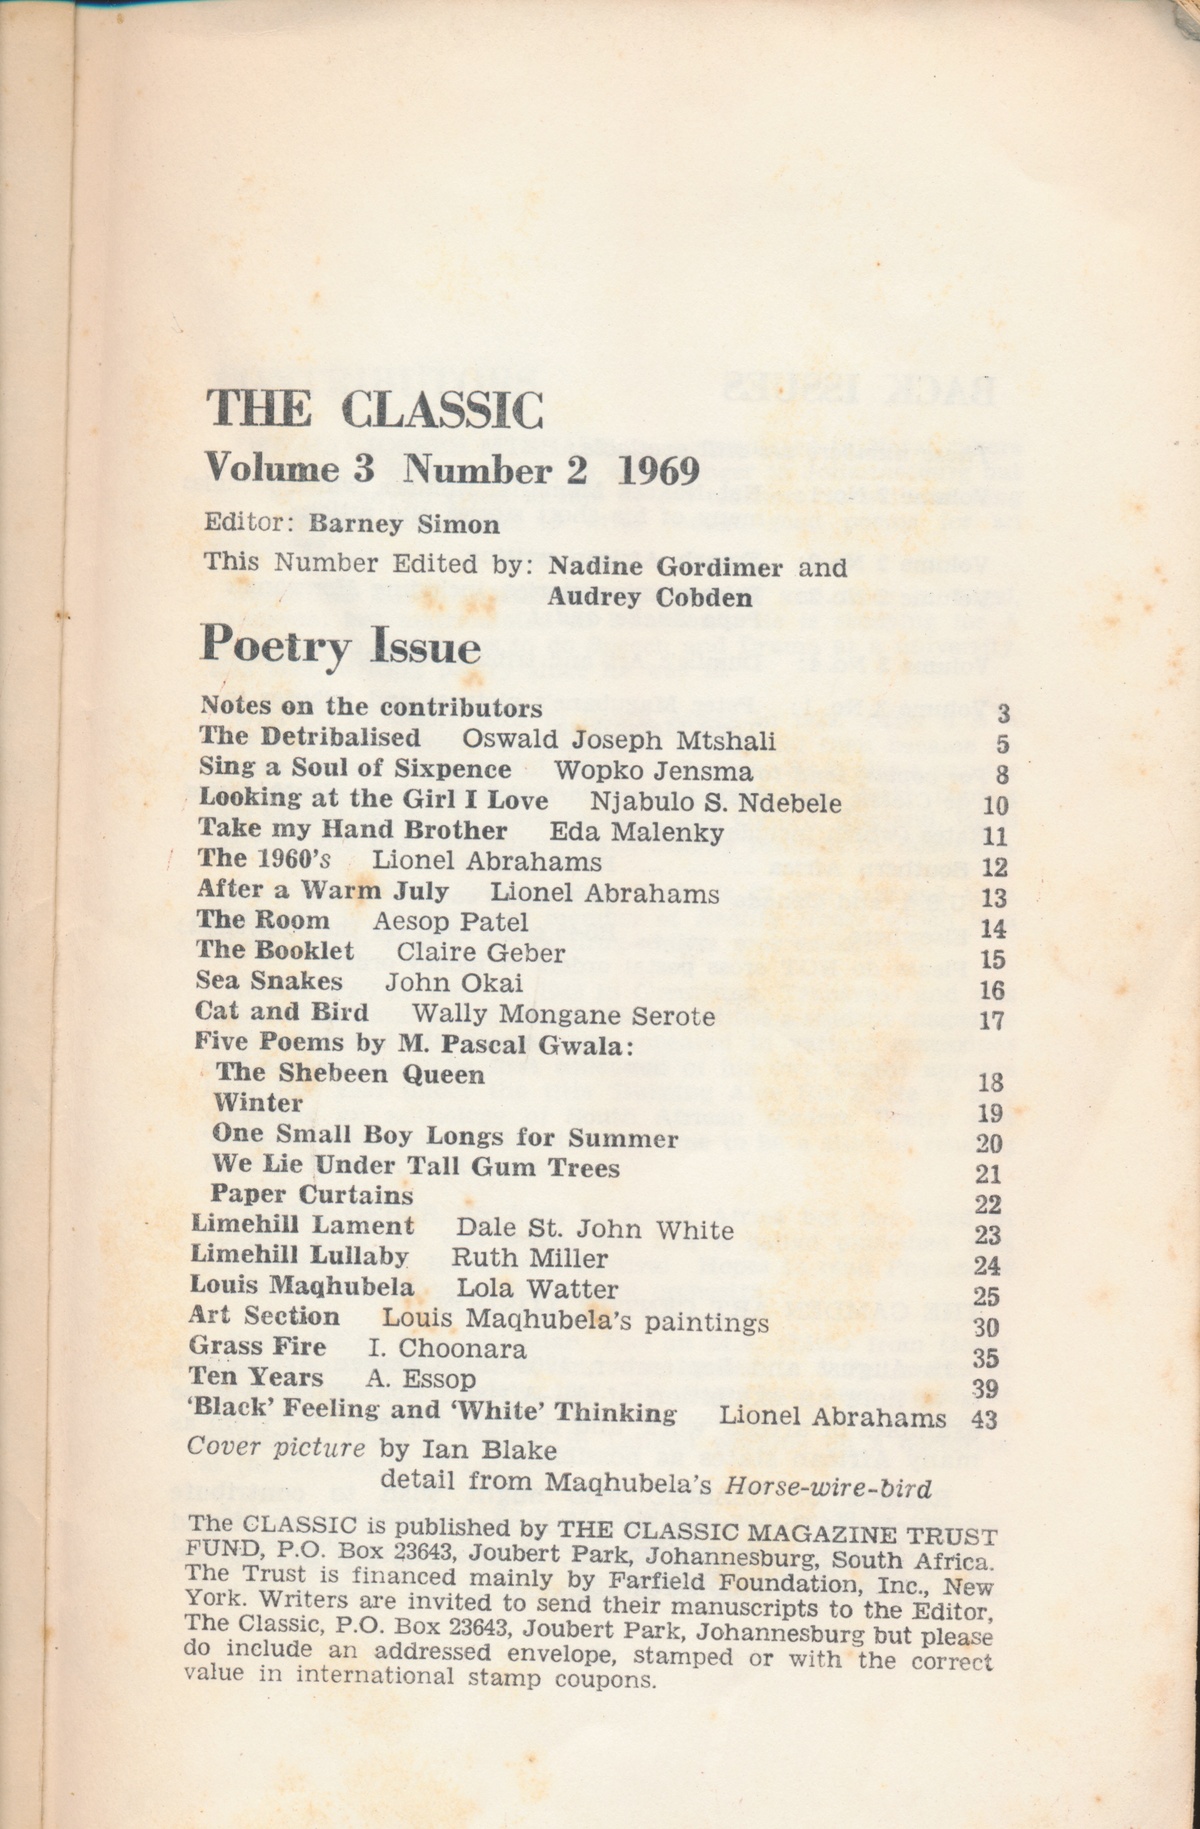 THE CLASSIC
Volume 3 Number 2 1969
Editor: Barney Simon
This Number Edited by: Nadine Gordimer and
Audrey Cobden
Poetry Issue
Notes on the contributors 3
The Detribalised Oswald Joseph Mtshali 5
Sing a Soul of Sixpence Wopko Jensma 8
Looking at the Girl I Love Njabulo S. Ndebele 10
Take my Hand Brother Eda Malenky 11
The 1960's Lionel Abrahams 12
After a Warm July Lionel Abrahams 13
The Room Aesop Patel 14
The Booklet Claire Geber 15
Sea Snakes John Okai 16
Cat and Bird Wally Mongane Serote 17
Five Poems by M. Pascal Gwala:
The Shebeen Queen 18
Winter 19
One Small Boy Longs for Summer 20
We Lie Under Tall Gum Trees 21
Paper Curtains 22
Limehill Lament Dale St. John White 23
Limehill Lullaby Ruth Miller 24
Louis Maqhubela Lola Watter 25
Art Section Louis Maqhubela's paintings 30
Grass Fire I. Choonara 35
Ten Years A. Essop 39
'Black' Feeling and 'White' Thinking Lionel Abrahams 43
Cover picture by Ian Blake
detail from Maqhubela's Horse-wire-bird
The CLASSIC is published by THE CLASSIC MAGAZINE TRUST
FUND, P.O. Box 23643, Joubert Park, Johannesburg, South Africa.
The Trust is financed mainly by Farfield Foundation, Inc., New
York. Writers are invited to send their manuscripts to the Editor,
The Classic, P.O. Box 23643, Joubert Park, Johannesburg but please
do include an addressed envelope, stamped or with the correct
value in international stamp coupons.